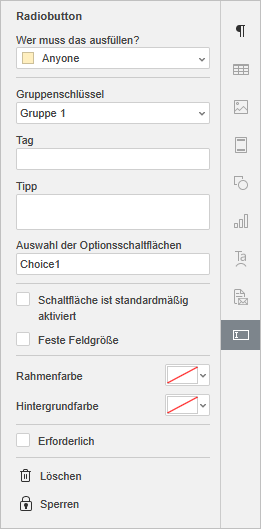 Radiobutton
Wer muss das ausfüllen?
Anyone
Gruppenschlüssel
Gruppe 1
Tag
Tipp
Auswahl der Optionsschaltflächen
Choice1
Schaltfläche ist standardmäßig
aktiviert
Feste Feldgröße
Rahmenfarbe
Hintergrundfarbe
Erforderlich
Löschen
Sperren
Ta